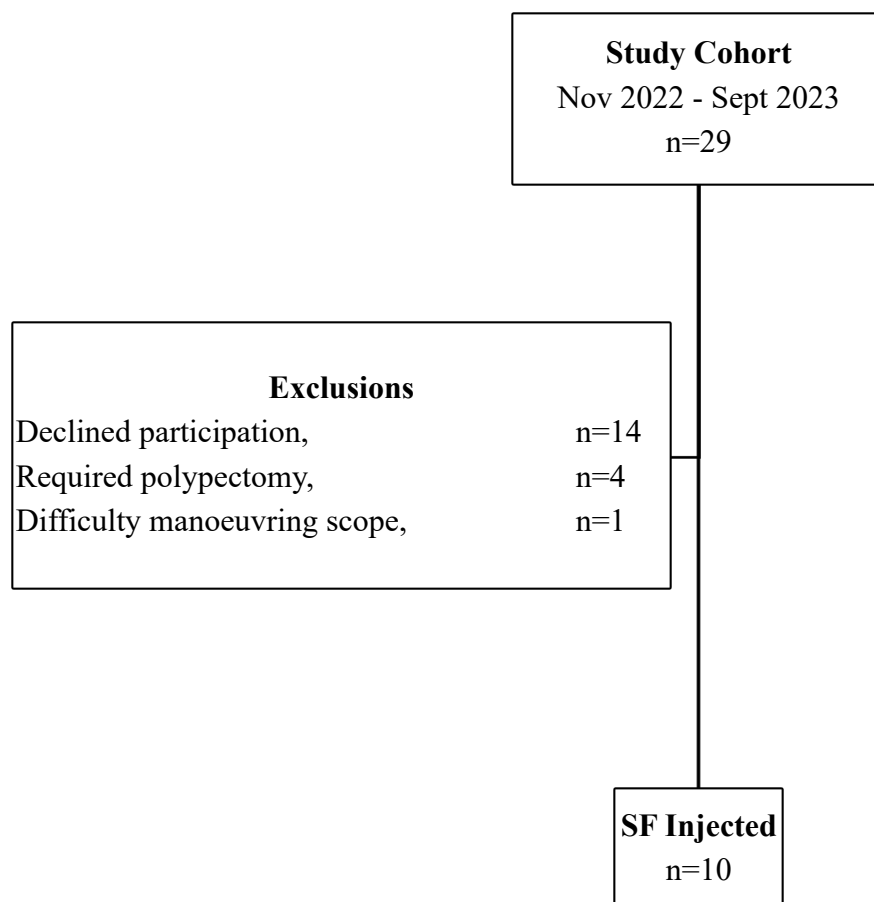 Study Cohort
Nov 2022 - Sept 2023
n=29
Exclusions
Declined participation, n=14
Required polypectomy, n=4
Difficulty manoeuvring scope, n=1
SF Injected
n=10